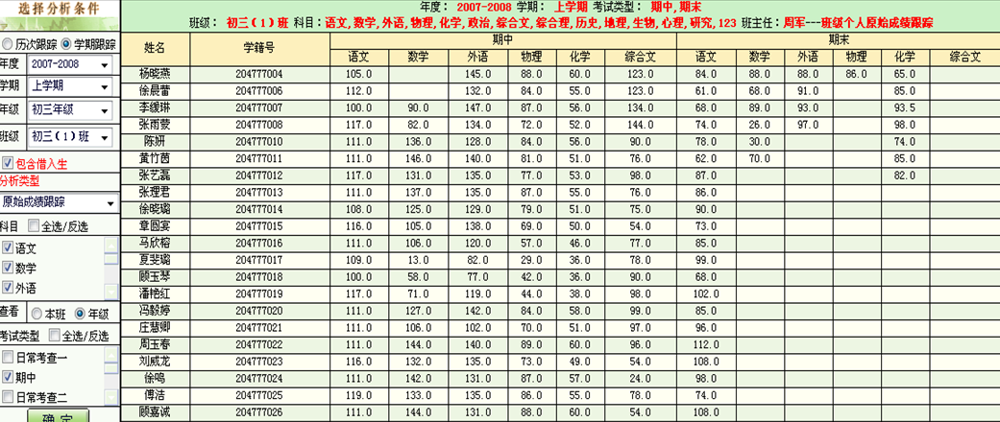 选择分析条件
年度： 2007-2008 学期： 上学期 考试类型： 期中,期末
班级： 初三（1）班 科目：语文,数学,外语,物理,化学,政治,综合文,综合理,历史,地理,生物,心理,研究,123 班主任：周军---班级个人原始成绩跟踪
历次跟踪 学期跟踪
年度 2007-2008
学期 上学期
年级 初三年级
班级 初三（1）班
包含借入生
分析类型
原始成绩跟踪
科目 全选/反选
语文
数学
外语
查看 本班 年级
考试类型 全选/反选
日常考查一
期中
日常考查二
确 定
姓名 学籍号 期中 期末
语文 数学 外语 物理 化学 综合文 语文 数学 外语 物理 化学 综合文
杨晓燕 204777004 105.0 145.0 88.0 60.0 123.0 84.0 88.0 88.0 86.0 65.0
徐晨蕾 204777006 112.0 132.0 84.0 55.0 123.0 61.0 68.0 91.0 85.0
李缓琳 204777007 100.0 90.0 147.0 87.0 56.0 134.0 68.0 89.0 93.0 93.5
张雨蒙 204777008 117.0 82.0 134.0 72.0 52.0 144.0 74.0 26.0 97.0 98.0
陈妍 204777010 111.0 136.0 128.0 84.0 56.0 90.0 78.0 30.0 74.0
黄竹茵 204777011 111.0 146.0 140.0 81.0 51.0 76.0 62.0 70.0 85.0
张艺磊 204777012 117.0 131.0 135.0 77.0 53.0 98.0 87.0 82.0
张理君 204777013 111.0 137.0 135.0 87.0 55.0 76.0 86.0
徐晓璐 204777014 108.0 125.0 129.0 79.0 51.0 75.0 90.0
章圆宴 204777015 116.0 105.0 138.0 69.0 50.0 54.0 73.0
马欣榕 204777016 111.0 106.0 120.0 57.0 46.0 77.0 85.0
夏斐璐 204777017 109.0 13.0 82.0 29.0 36.0 78.0 99.0
顾玉琴 204777018 100.0 58.0 77.0 42.0 36.0 90.0 68.0
潘艳红 204777019 117.0 71.0 119.0 44.0 38.0 98.0 102.0
冯毅婷 204777020 111.0 127.0 142.0 84.0 58.0 99.0 85.0
庄慧卿 204777021 111.0 106.0 102.0 70.0 51.0 97.0 96.0
周玉春 204777022 111.0 144.0 140.0 89.0 60.0 96.0 112.0
刘威龙 204777023 116.0 132.0 135.0 73.0 49.0 54.0 108.0
徐鸣 204777024 111.0 142.0 131.0 87.0 57.0 24.0 98.0
傅洁 204777025 119.0 133.0 135.0 86.0 55.0 78.0 74.0
顾嘉诚 204777026 111.0 144.0 131.0 88.0 60.0 54.0 108.0